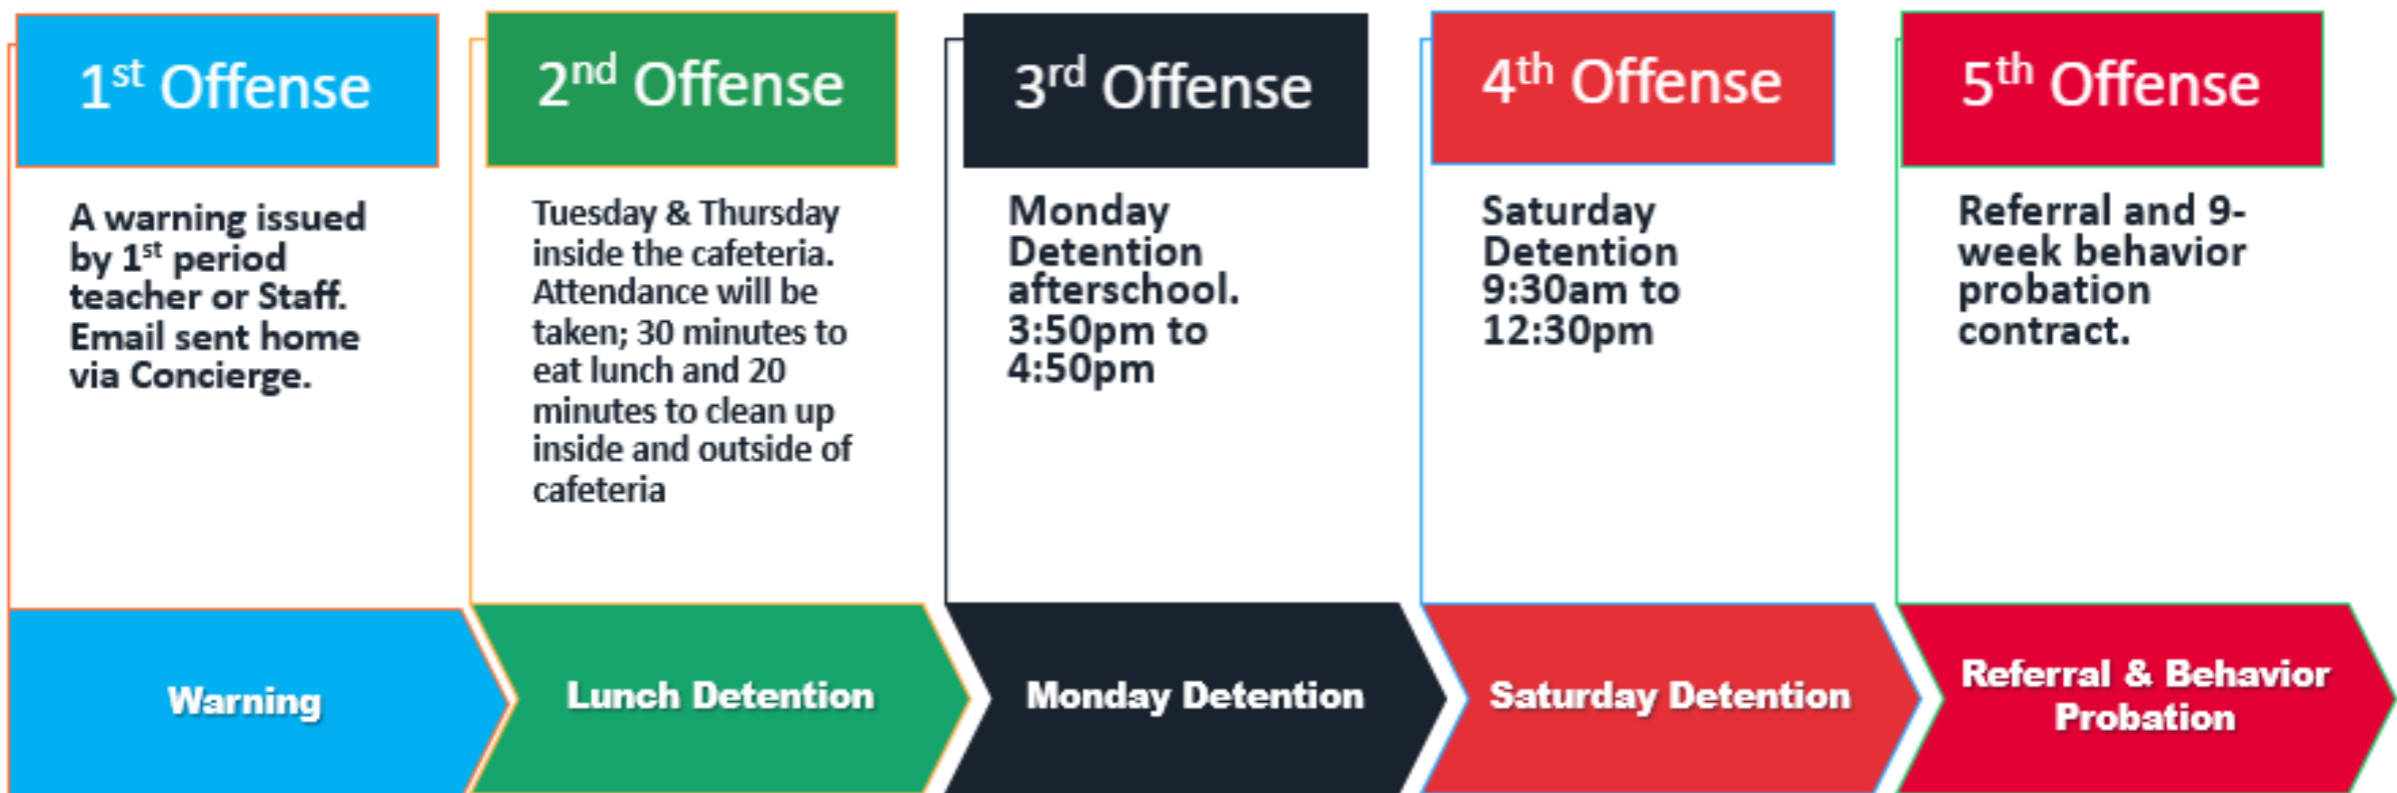 1st Offense
A warning issued
by 1st period
teacher or Staff.
Email sent home
via Concierge.
Warning
2nd Offense
Tuesday & Thursday
inside the cafeteria.
Attendance will be
taken; 30 minutes to
eat lunch and 20
minutes to clean up
inside and outside of
cafeteria
Lunch Detention
3rd Offense
Monday
Detention
afterschool.
3:50pm to
4:50pm
Monday Detention
4th Offense
Saturday
Detention
9:30am to
12:30pm
Saturday Detention
5th Offense
Referral and 9-
week behavior
probation
contract.
Referral & Behavior
Probation